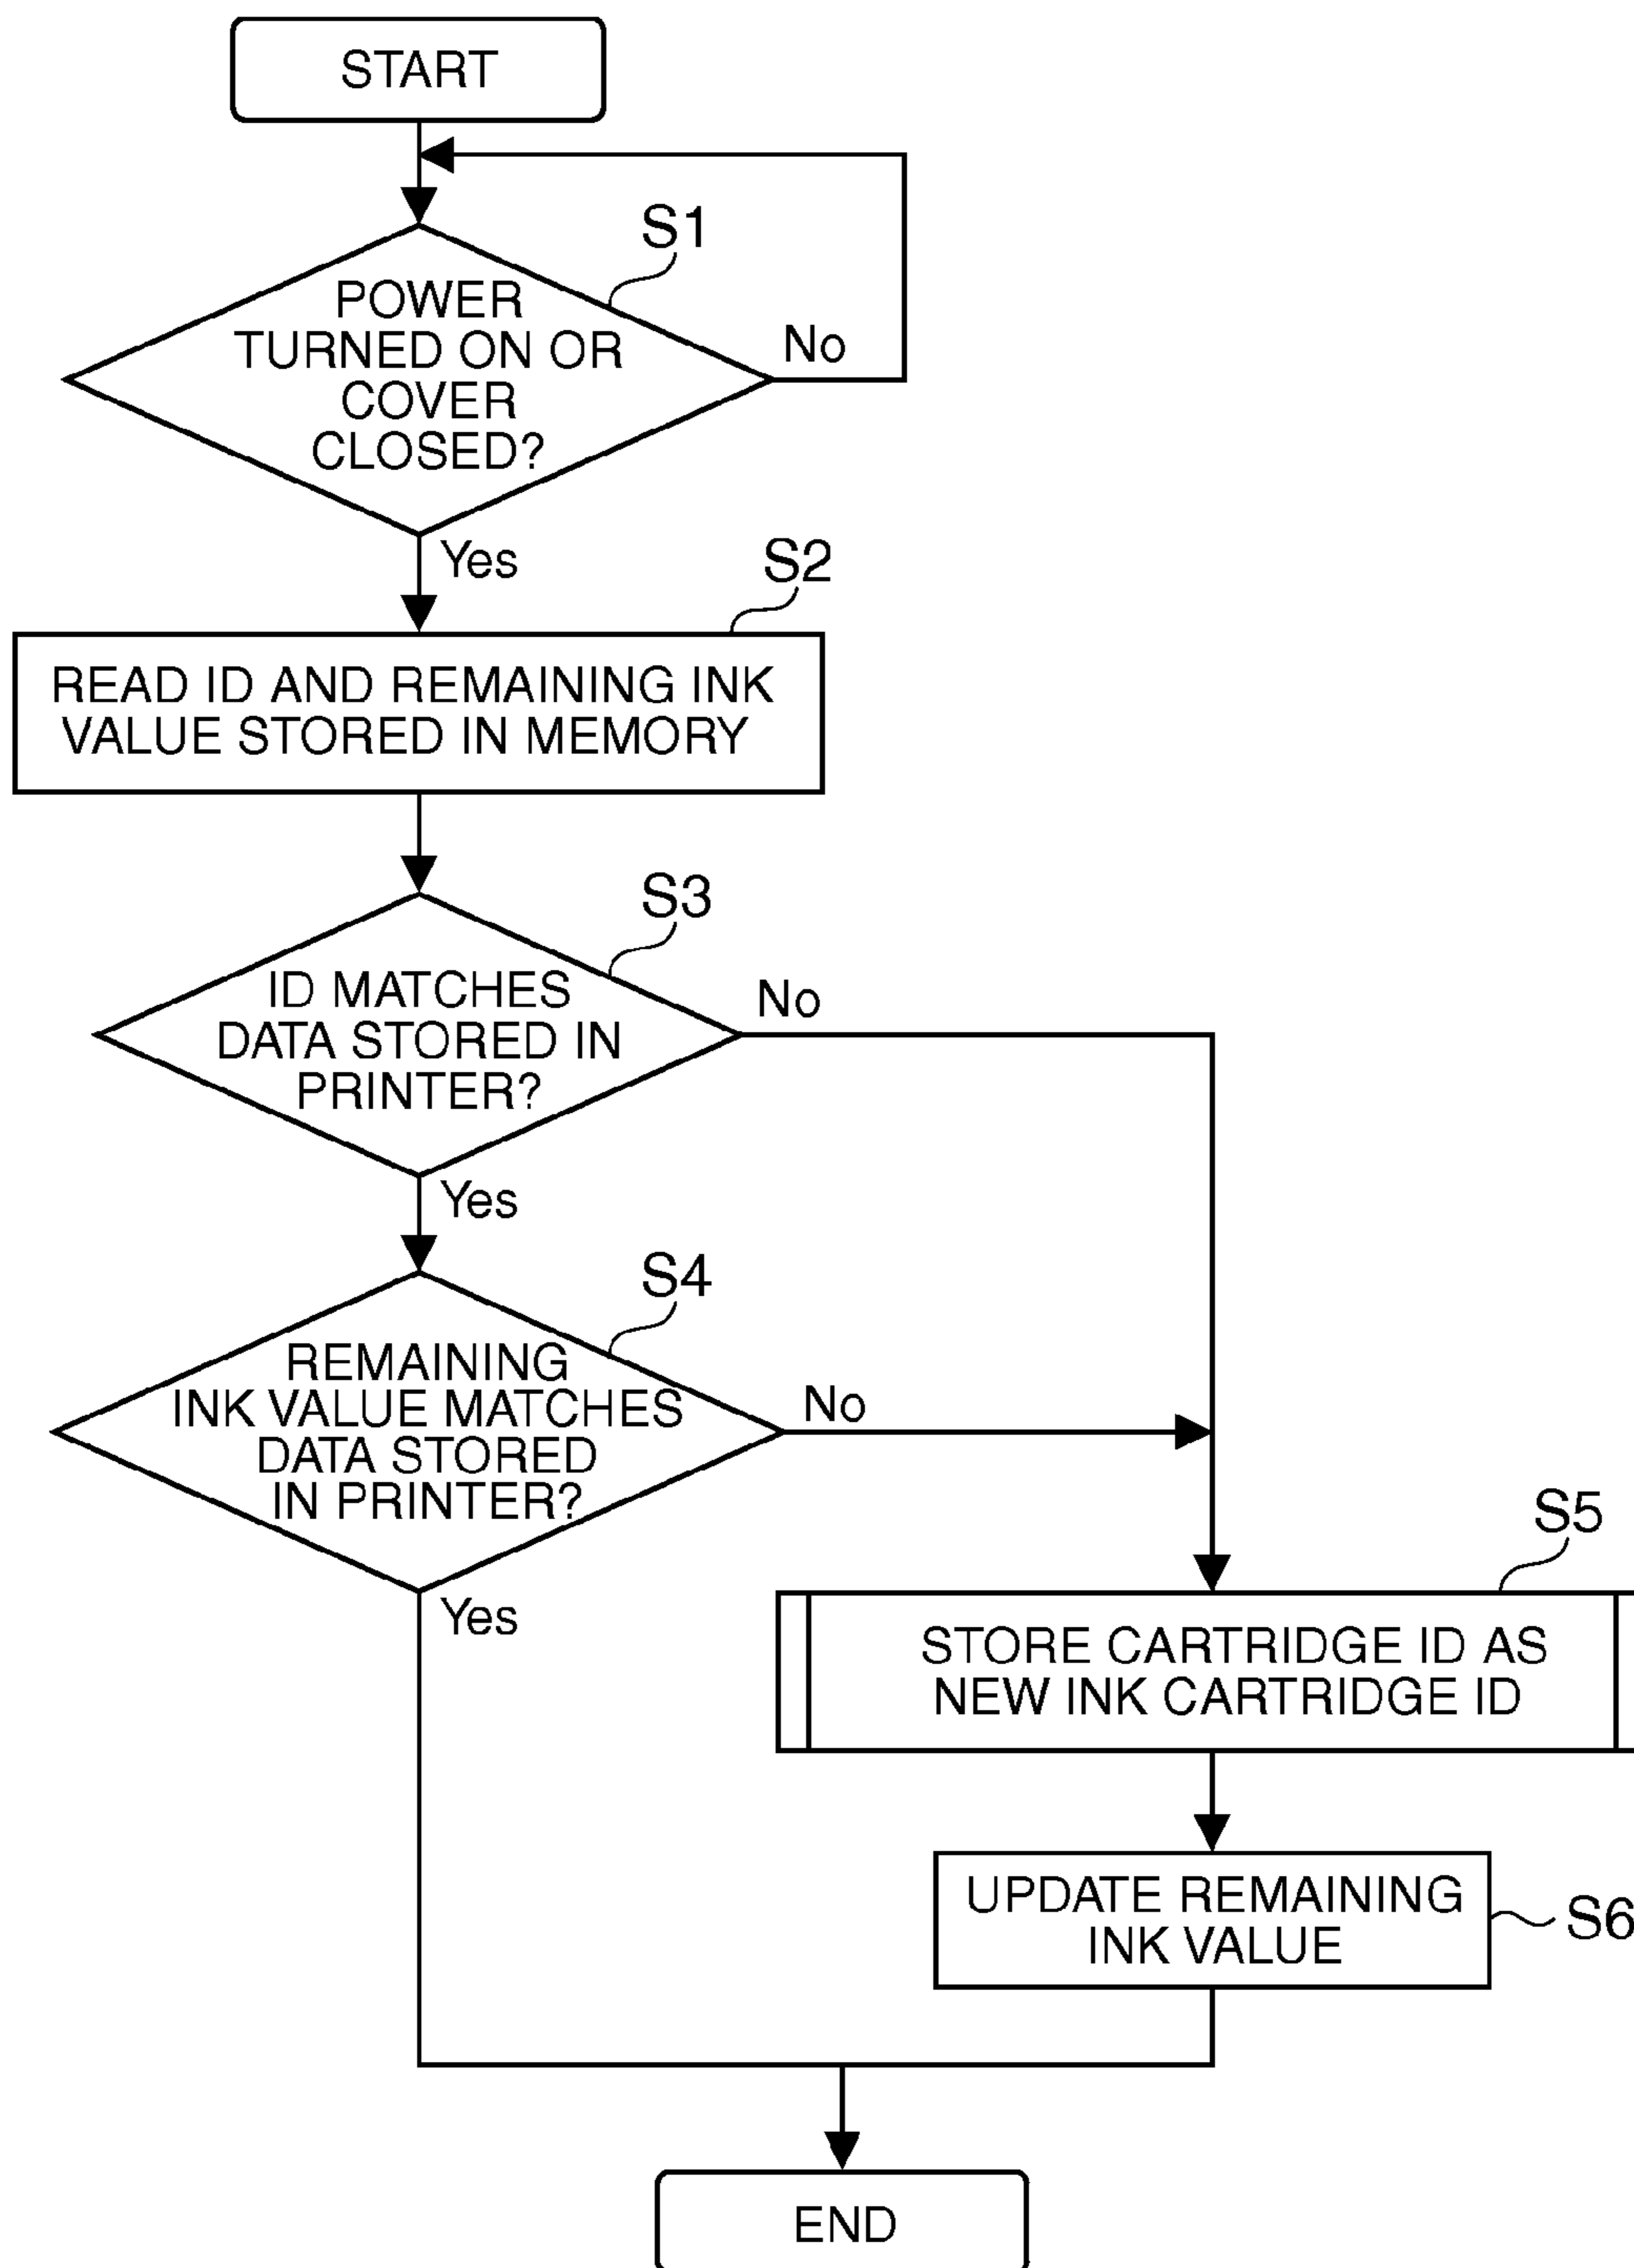 START
S1
POWER
TURNED ON OR
COVER
CLOSED?
No
Yes
S2
READ ID AND REMAINING INK
VALUE STORED IN MEMORY
S3
ID MATCHES
DATA STORED IN
PRINTER?
No
Yes
S4
REMAINING
INK VALUE MATCHES
DATA STORED
IN PRINTER?
No
Yes
S5
STORE CARTRIDGE ID AS
NEW INK CARTRIDGE ID
UPDATE REMAINING
INK VALUE
S6
END